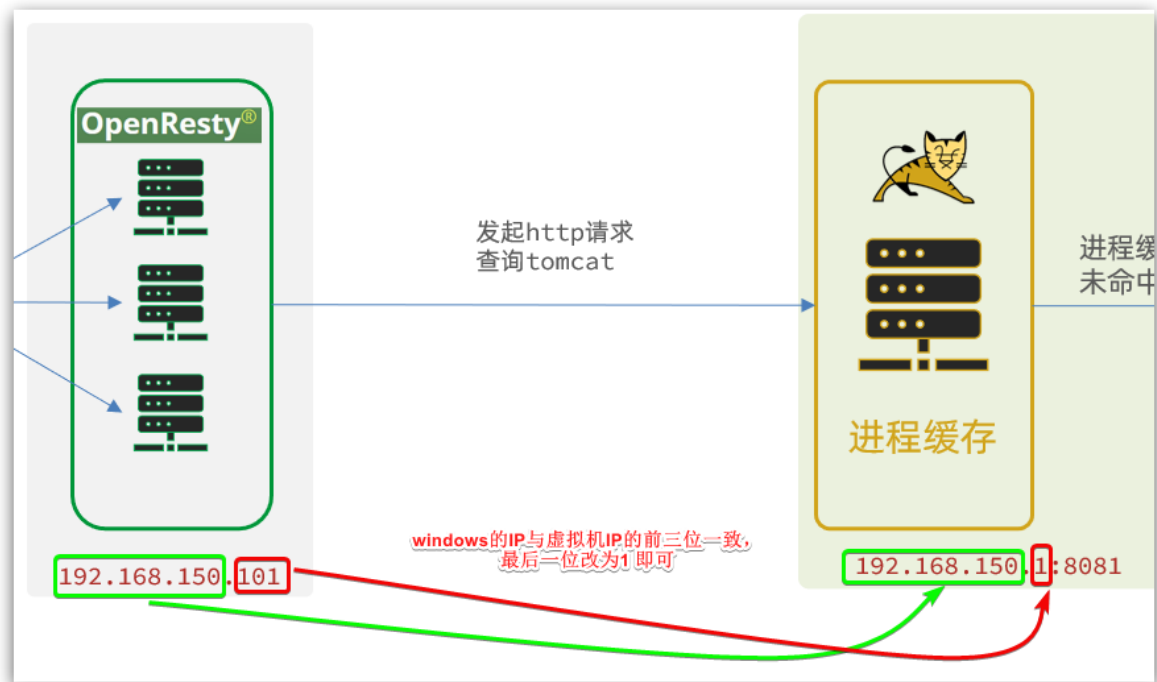 OpenResty®
发起http请求
查询tomcat
进程缓
未命中
进程缓存
windows的IP与虚拟机IP的前三位一致，
最后一位改为1 即可
192.168.150.101
192.168.150.1:8081